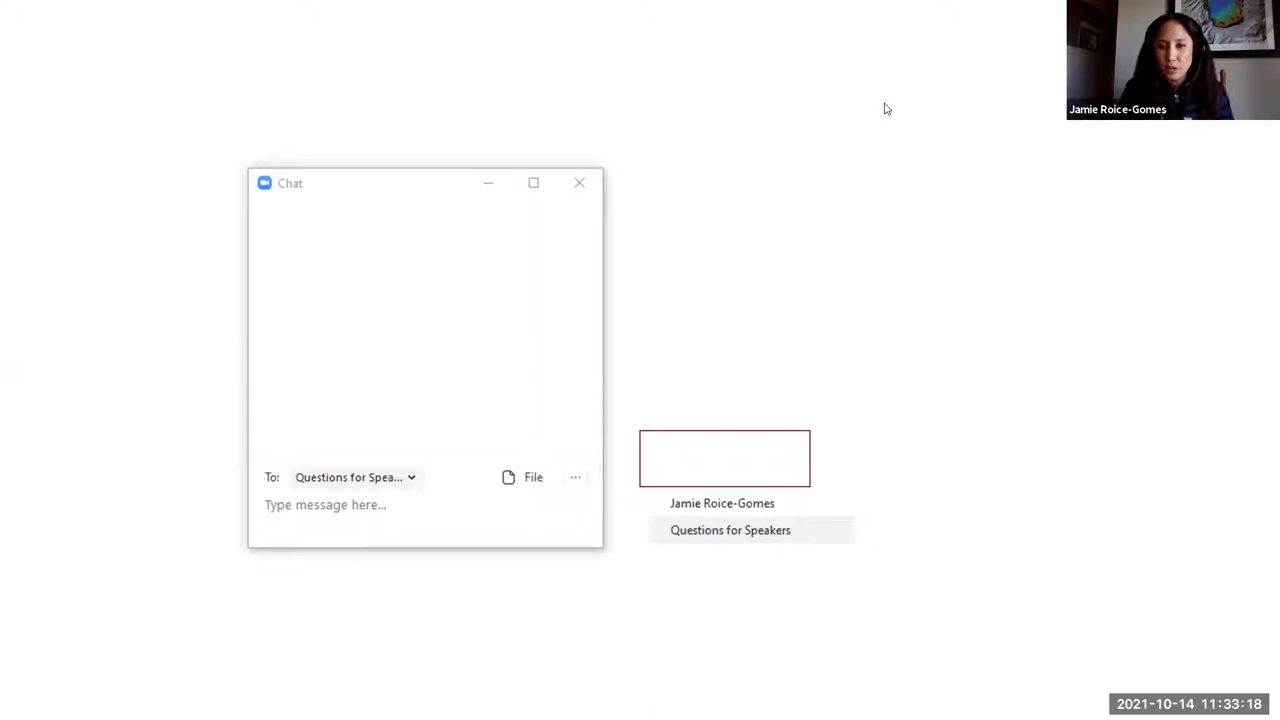 Jamie Roice-Gomes
Chat
To: Questions for Spea... File ...
Type message here...
Jamie Roice-Gomes
Questions for Speakers
2021-10-14 11:33:18